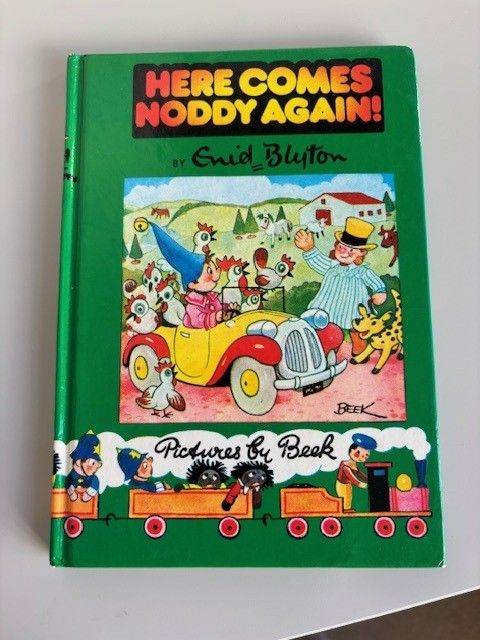 HERE COMES
NODDY AGAIN!
BY Enid Blyton
BEEK
Pictures by Beek